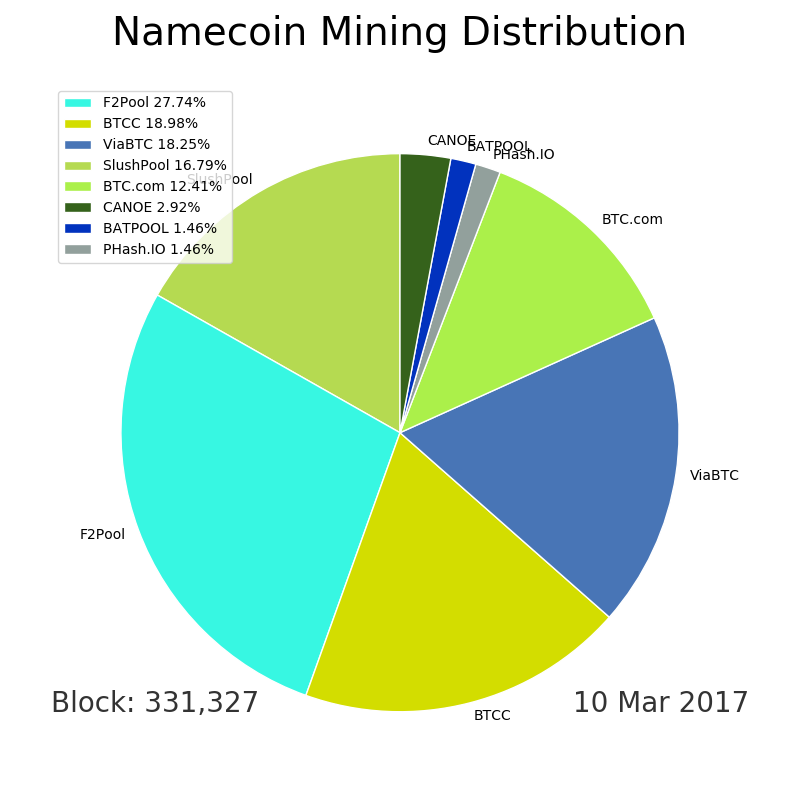 Namecoin Mining Distribution
F2Pool 27.74%
BTCC 18.98%
ViaBTC 18.25%
SlushPool 16.79%
BTC.com 12.41%
CANOE 2.92%
BATPOOL 1.46%
PHash.IO 1.46%
CANOE
BATPOOL
PHash.IO
SlushPool
BTC.com
ViaBTC
F2Pool
BTCC
Block: 331,327
10 Mar 2017